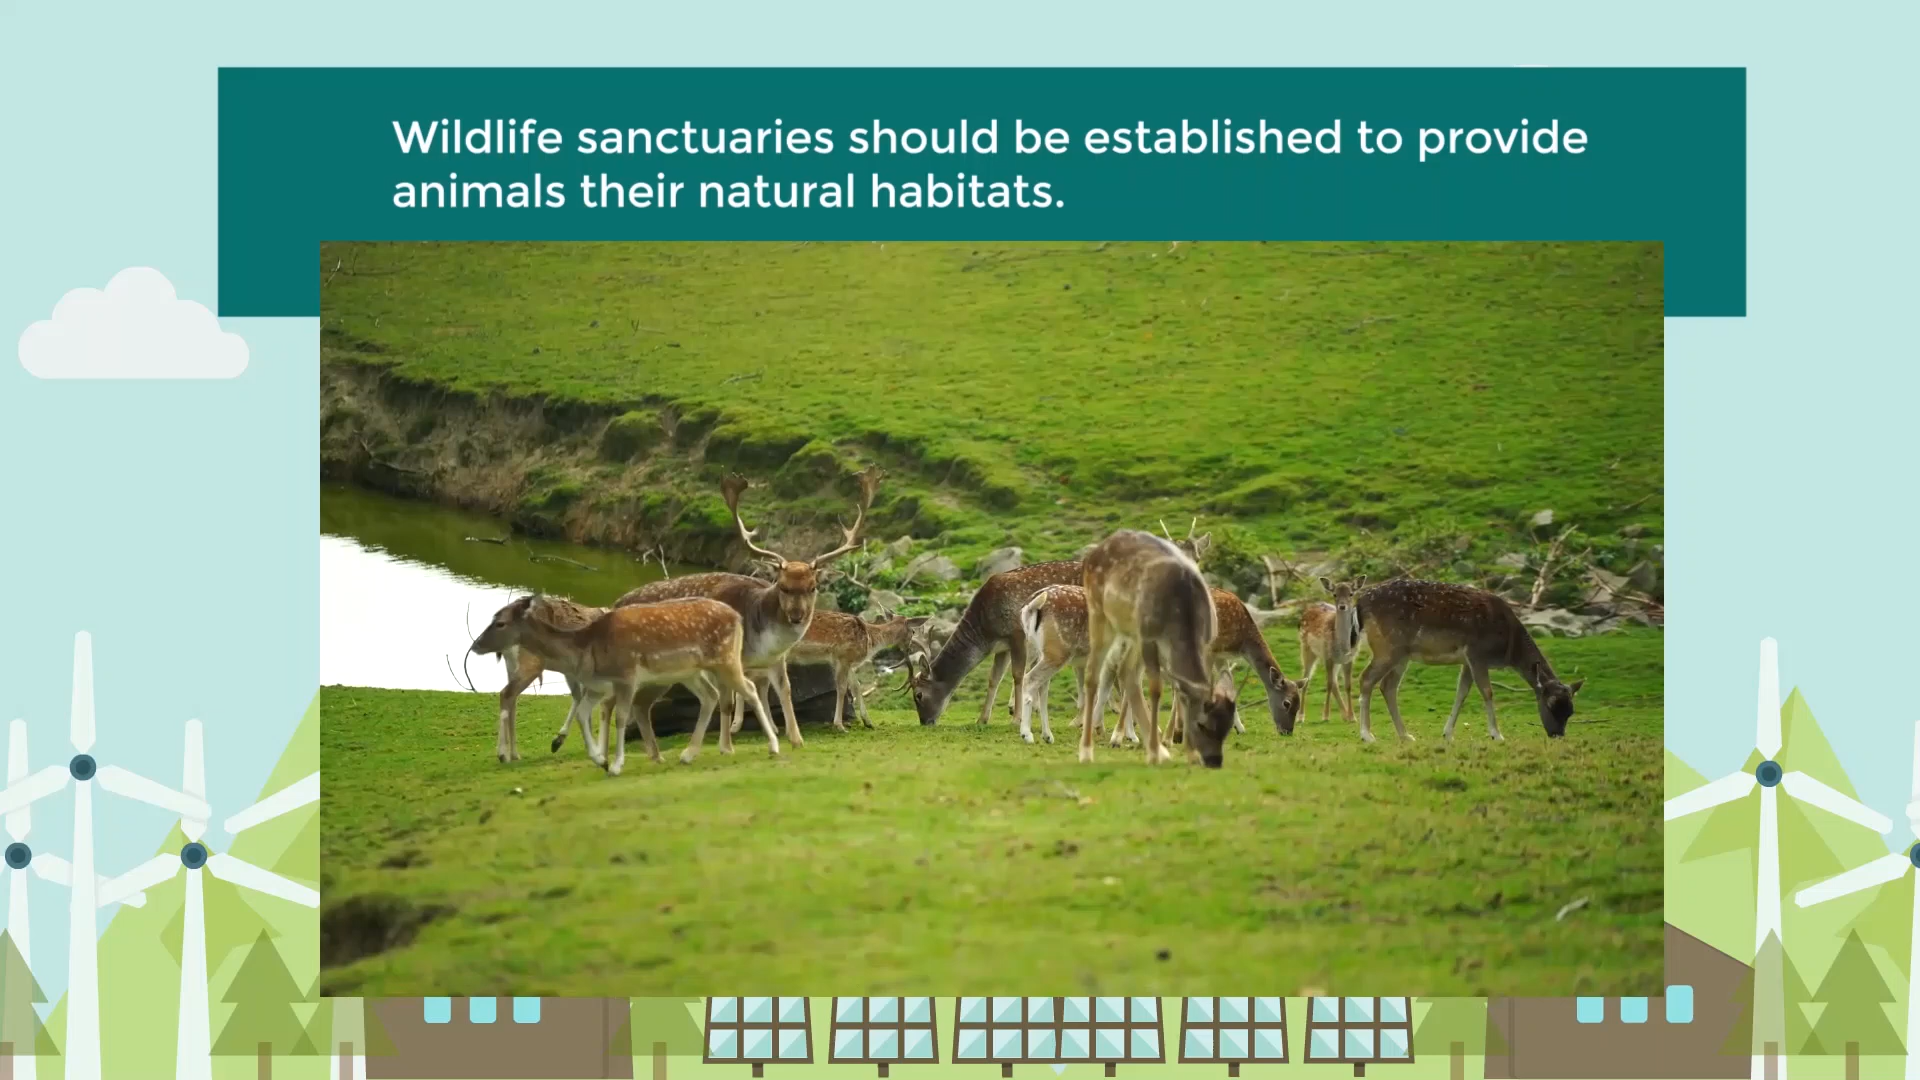 Wildlife sanctuaries should be established to provide
animals their natural habitats.